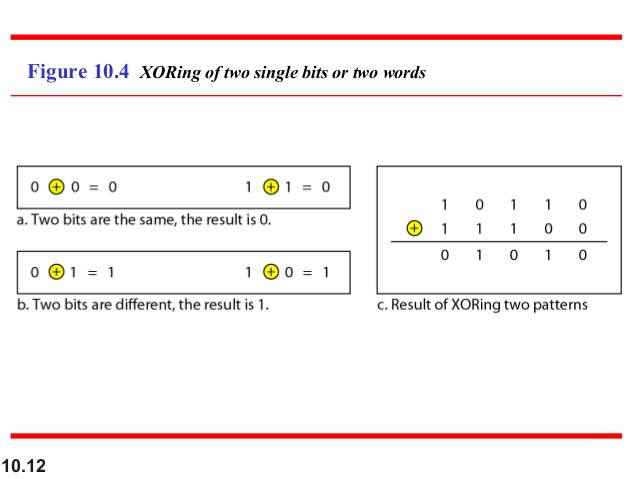 Figure 10.4 XORing of two single bits or two words
0 ⊕ 0 = 0 1 ⊕ 1 = 0
a. Two bits are the same, the result is 0.
0 ⊕ 1 = 1 1 ⊕ 0 = 1
b. Two bits are different, the result is 1.
1 0 1 1 0
⊕ 1 1 1 0 0
0 1 0 1 0
c. Result of XORing two patterns
10.12